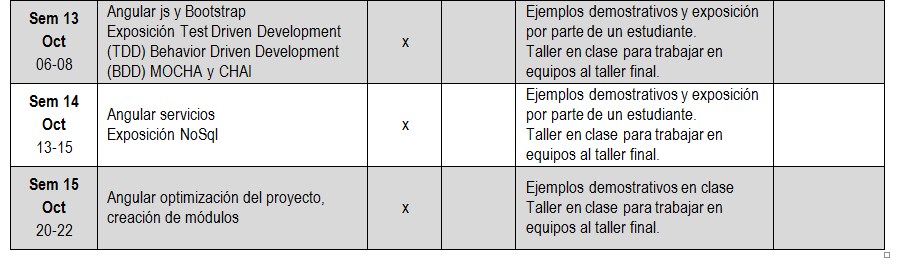 Sem 13
Oct
06-08
Angular js y Bootstrap
Exposición Test Driven Development
(TDD) Behavior Driven Development
(BDD) MOCHA y CHAI
x
Ejemplos demostrativos y exposición
por parte de un estudiante.
Taller en clase para trabajar en
equipos al taller final.
Sem 14
Oct
13-15
Angular servicios
Exposición NoSql
x
Ejemplos demostrativos y exposición
por parte de un estudiante.
Taller en clase para trabajar en
equipos al taller final.
Sem 15
Oct
20-22
Angular optimización del proyecto,
creación de módulos
x
Ejemplos demostrativos en clase
Taller en clase para trabajar en
equipos al taller final.